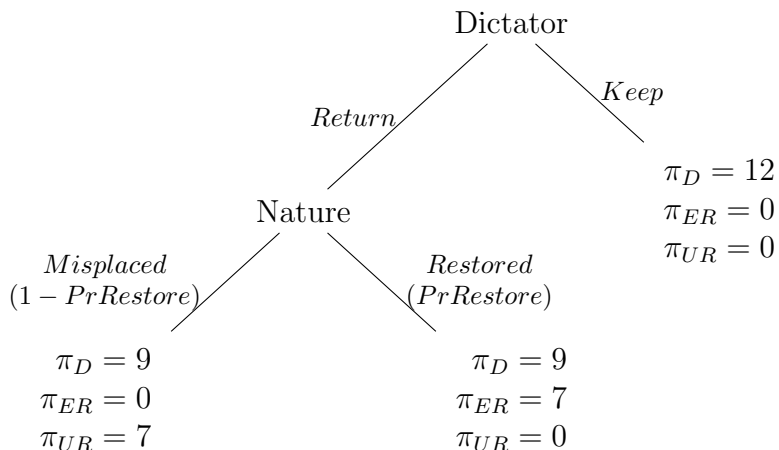 Dictator
Return
Keep
π_D = 12
π_ER = 0
π_UR = 0
Nature
Misplaced
(1 − PrRestore)
Restored
(PrRestore)
π_D = 9
π_ER = 0
π_UR = 7
π_D = 9
π_ER = 7
π_UR = 0